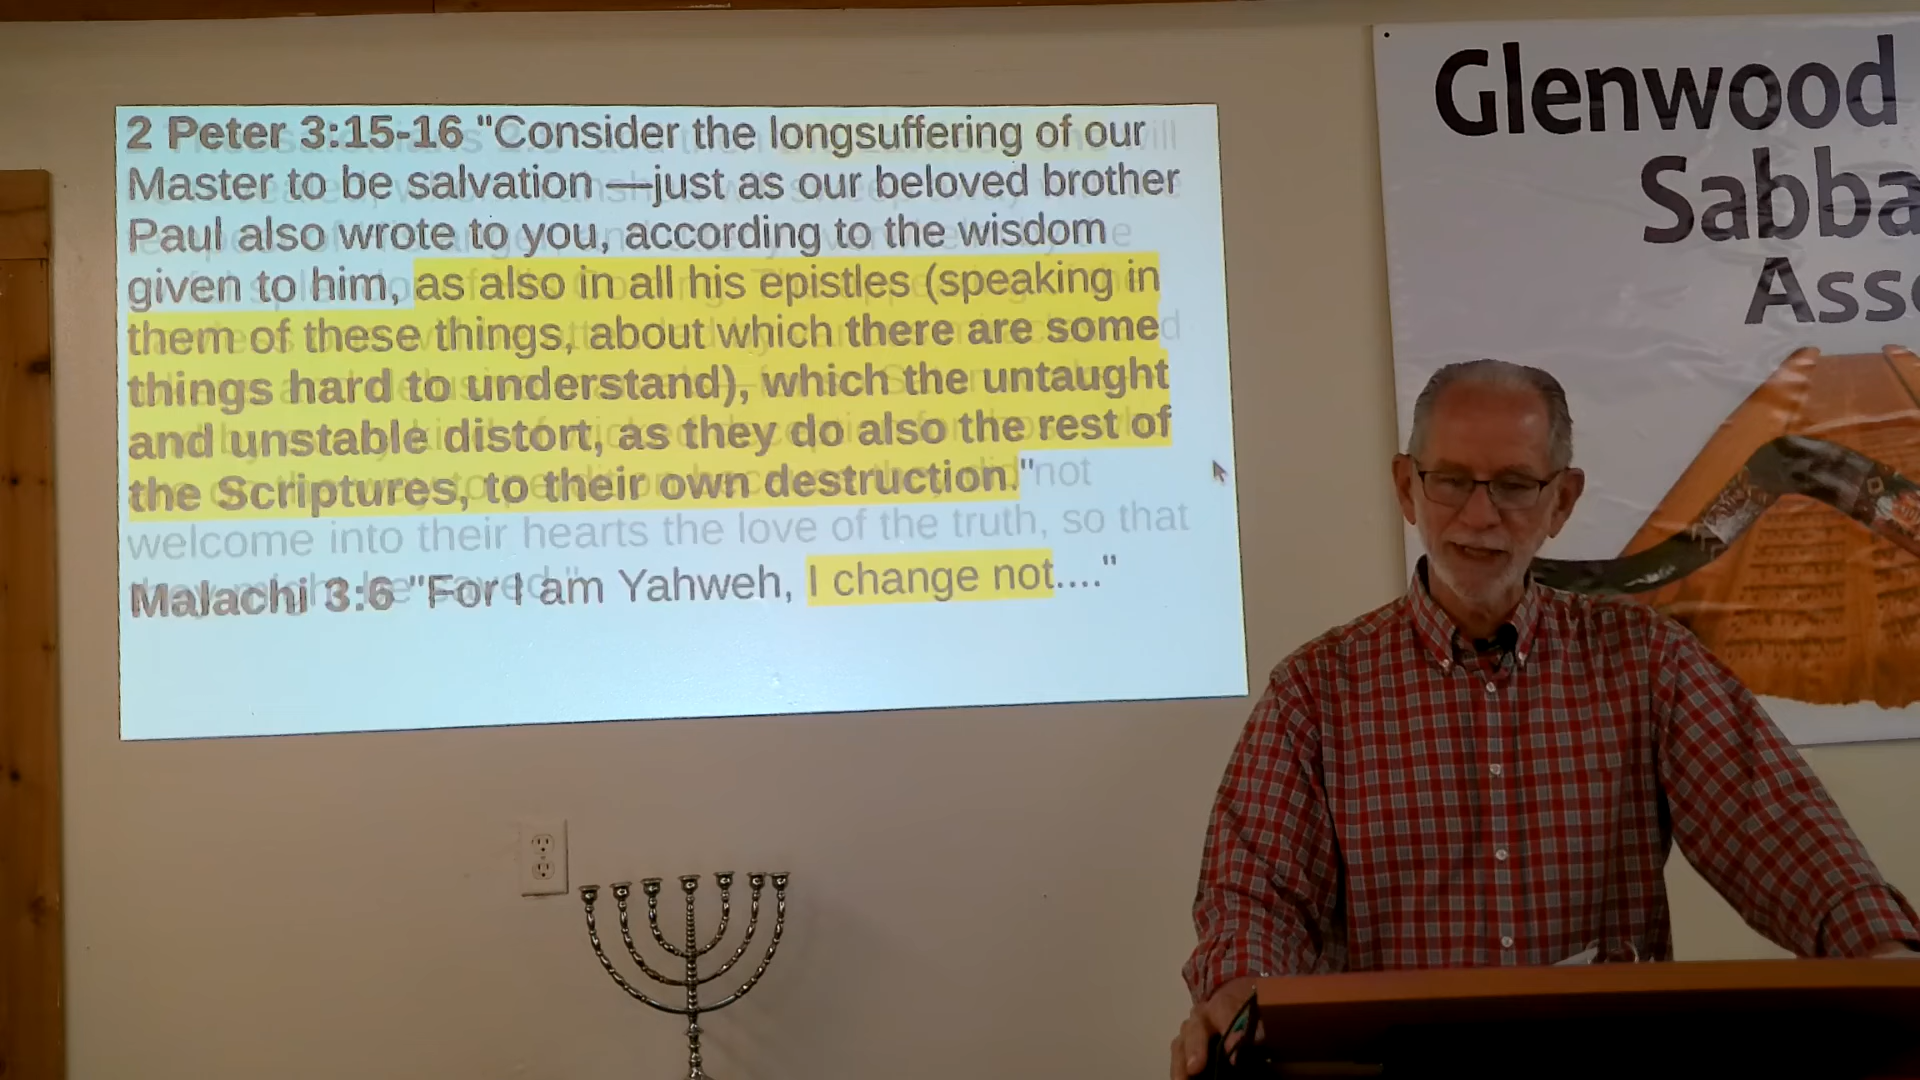 2 Peter 3:15-16 "Consider the longsuffering of our
Master to be salvation —just as our beloved brother
Paul also wrote to you, according to the wisdom
given to him, as also in all his epistles (speaking in
them of these things, about which there are some
things hard to understand), which the untaught
and unstable distort, as they do also the rest of
the Scriptures, to their own destruction."
not
welcome into their hearts the love of the truth, so that
Malachi 3:6 "For I am Yahweh, I change not...."
Glenwood
Sabba
Asse